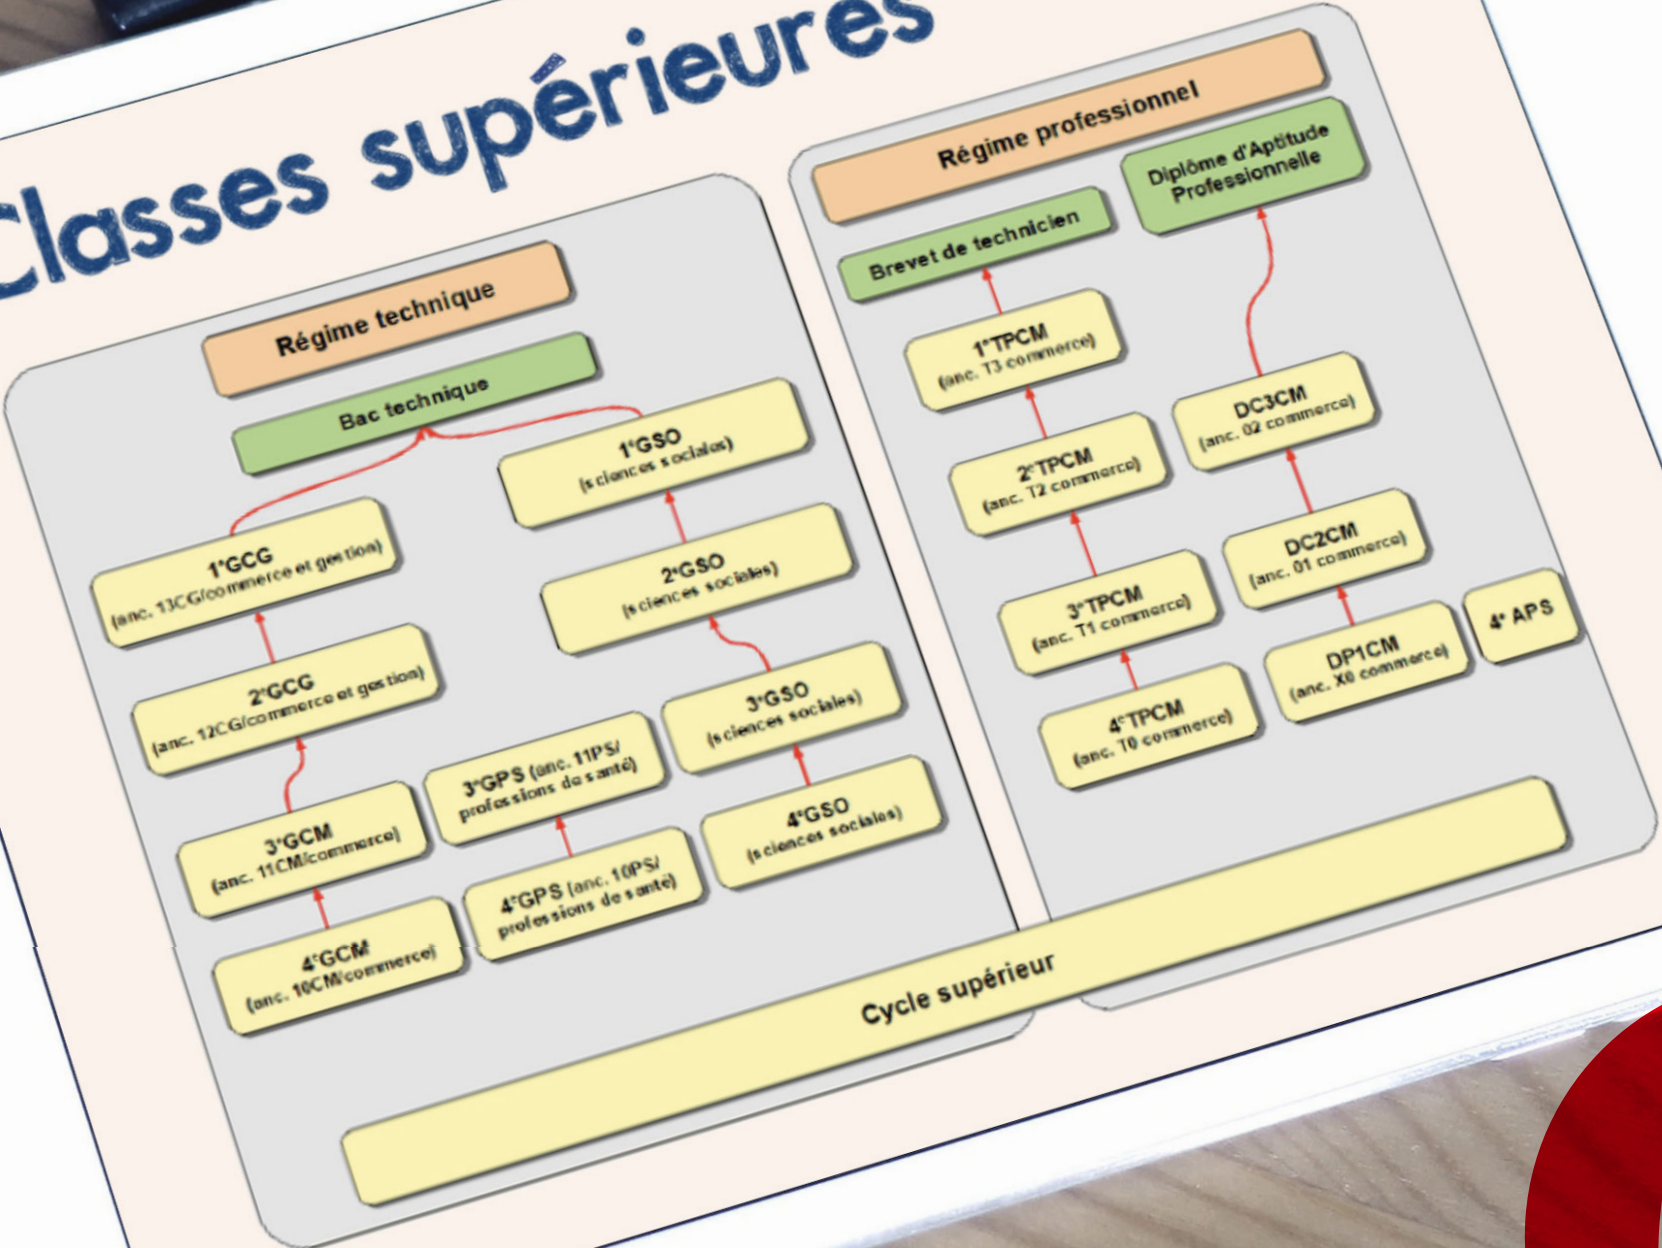 Classes supérieures
Régime technique
Bac technique
1°GSO
(sciences sociales)
1°GCG
(anc. 13CG/commerce et gestion)
2°GSO
(sciences sociales)
2°GCG
(anc. 12CG/commerce et gestion)
3°GSO
(sciences sociales)
3°GPS (anc. 11PS/
professions de santé)
3°GCM
(anc. 11CM/commerce)
4°GSO
(sciences sociales)
4°GPS (anc. 10PS/
professions de santé)
4°GCM
(anc. 10CM/commerce)
Régime professionnel
Diplôme d'Aptitude
Professionnelle
Brevet de technicien
1°TPCM
(anc. T3 commerce)
DC3CM
(anc. 02 commerce)
2°TPCM
(anc. T2 commerce)
DC2CM
(anc. 01 commerce)
3°TPCM
(anc. T1 commerce)
4° APS
DP1CM
(anc. X0 commerce)
4°TPCM
(anc. T0 commerce)
Cycle supérieur